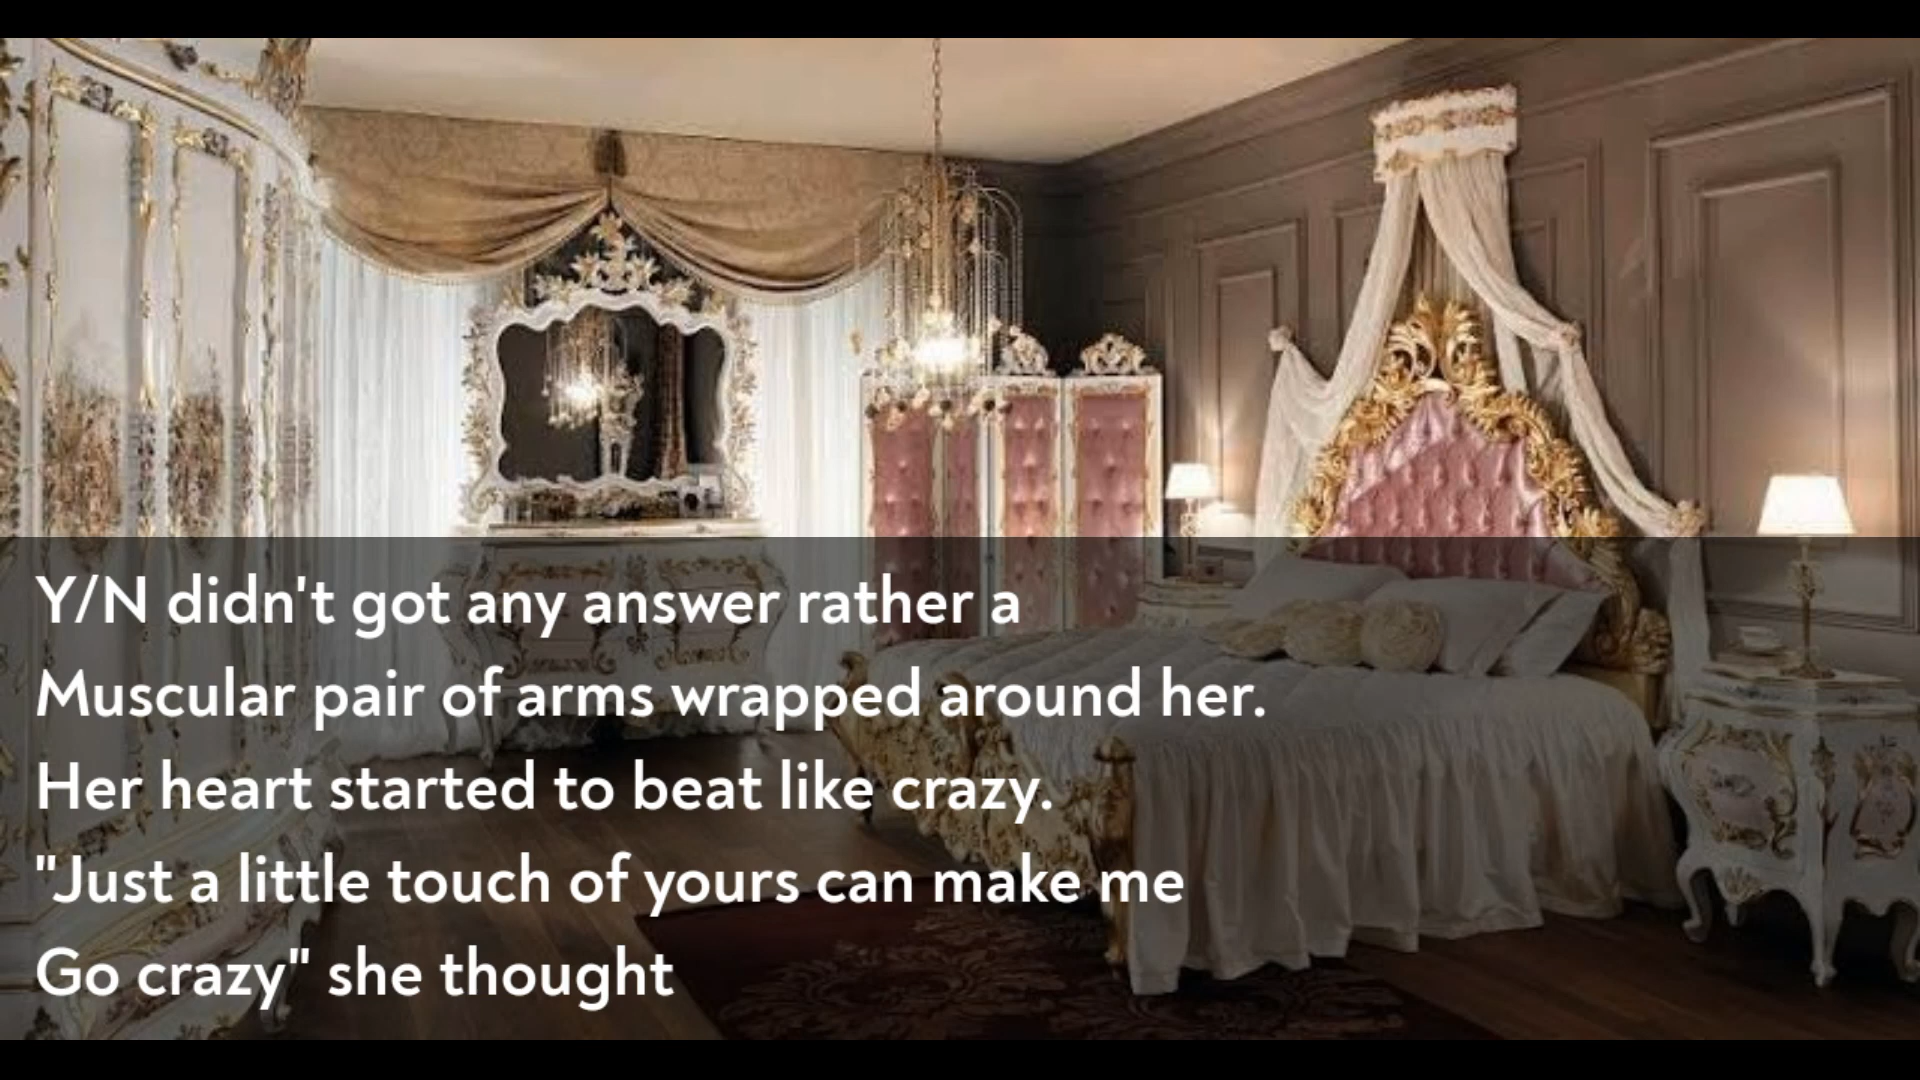 Y/N didn't got any answer rather a
Muscular pair of arms wrapped around her.
Her heart started to beat like crazy.
"Just a little touch of yours can make me
Go crazy" she thought